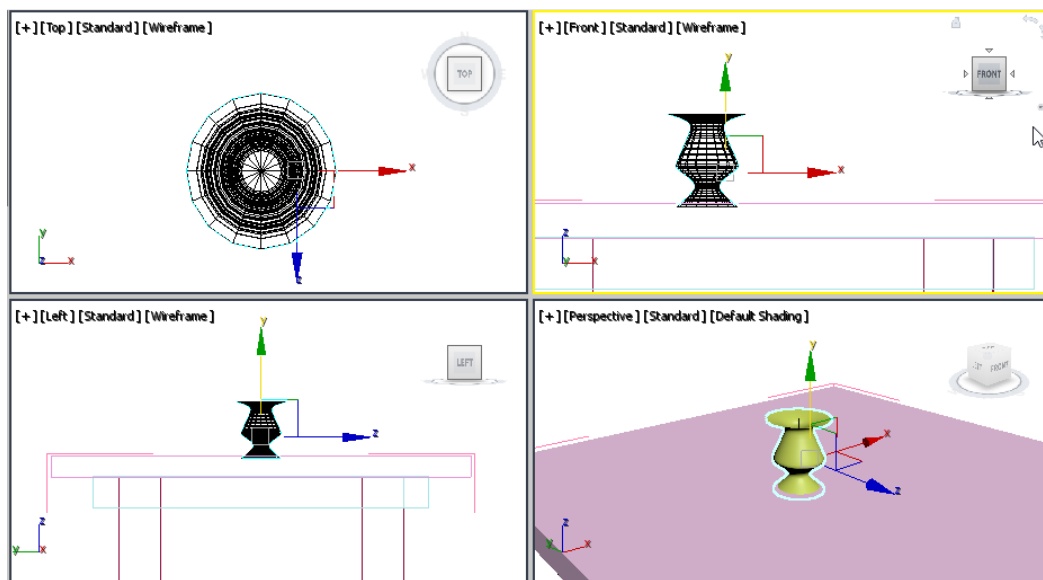 [+] [Top] [Standard] [Wireframe]
TOP
x
z
y
z
x
[+] [Front] [Standard] [Wireframe]
FRONT
y
x
z
y
x
[+] [Left] [Standard] [Wireframe]
LEFT
y
z
z
y
x
[+] [Perspective] [Standard] [Default Shading]
FRONT
y
x
z
z
y
x